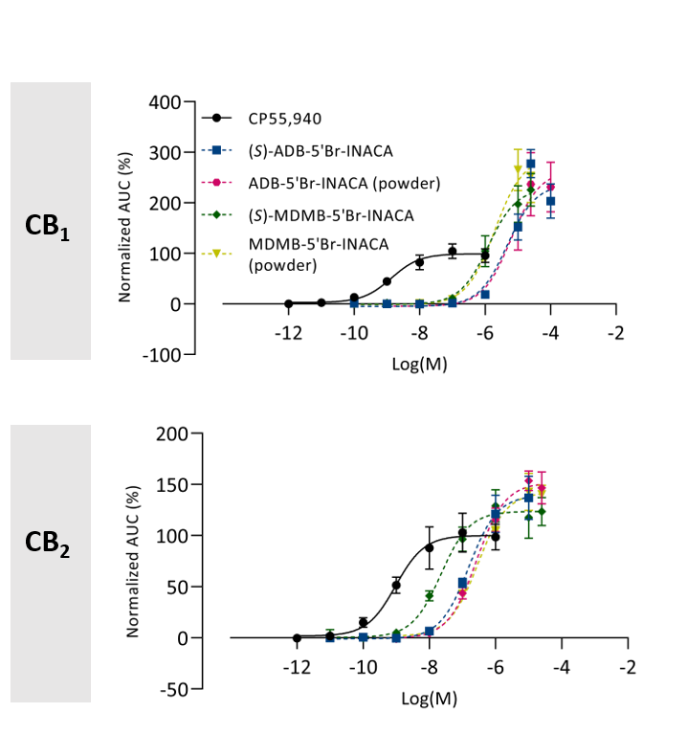 CB1
Normalized AUC (%)
400
300
200
100
0
-100
CP55,940
(S)-ADB-5'Br-INACA
ADB-5'Br-INACA (powder)
(S)-MDMB-5'Br-INACA
MDMB-5'Br-INACA
(powder)
-12 -10 -8 -6 -4 -2
Log(M)
CB2
Normalized AUC (%)
200
150
100
50
0
-50
-12 -10 -8 -6 -4 -2
Log(M)